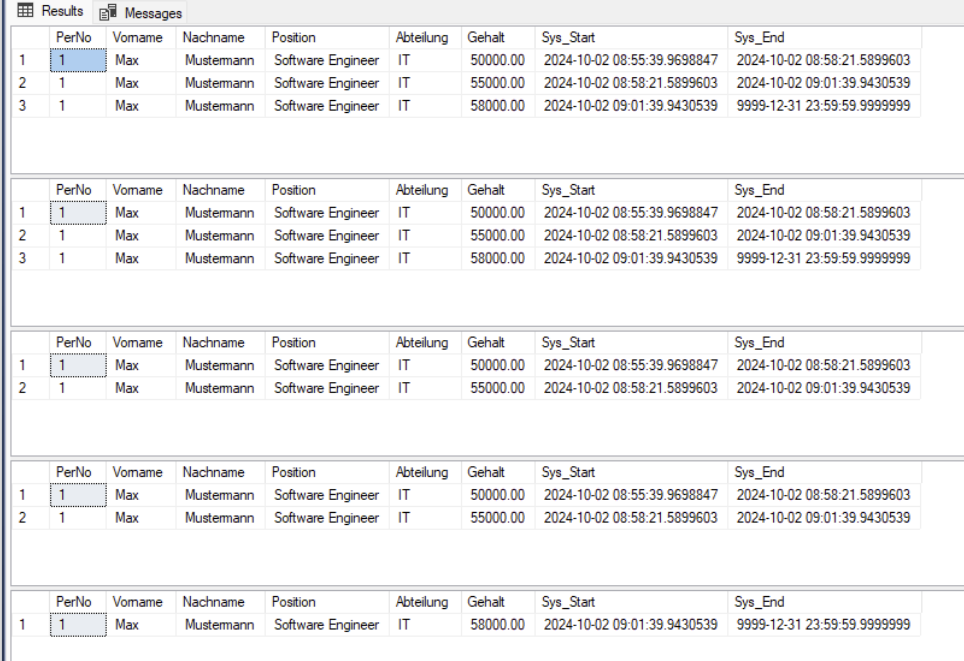 Results Messages
PerNo Vorname Nachname Position Abteilung Gehalt Sys_Start Sys_End
1 1 Max Mustermann Software Engineer IT 50000.00 2024-10-02 08:55:39.9698847 2024-10-02 08:58:21.5899603
2 1 Max Mustermann Software Engineer IT 55000.00 2024-10-02 08:58:21.5899603 2024-10-02 09:01:39.9430539
3 1 Max Mustermann Software Engineer IT 58000.00 2024-10-02 09:01:39.9430539 9999-12-31 23:59:59.9999999
PerNo Vorname Nachname Position Abteilung Gehalt Sys_Start Sys_End
1 1 Max Mustermann Software Engineer IT 50000.00 2024-10-02 08:55:39.9698847 2024-10-02 08:58:21.5899603
2 1 Max Mustermann Software Engineer IT 55000.00 2024-10-02 08:58:21.5899603 2024-10-02 09:01:39.9430539
3 1 Max Mustermann Software Engineer IT 58000.00 2024-10-02 09:01:39.9430539 9999-12-31 23:59:59.9999999
PerNo Vorname Nachname Position Abteilung Gehalt Sys_Start Sys_End
1 1 Max Mustermann Software Engineer IT 50000.00 2024-10-02 08:55:39.9698847 2024-10-02 08:58:21.5899603
2 1 Max Mustermann Software Engineer IT 55000.00 2024-10-02 08:58:21.5899603 2024-10-02 09:01:39.9430539
PerNo Vorname Nachname Position Abteilung Gehalt Sys_Start Sys_End
1 1 Max Mustermann Software Engineer IT 50000.00 2024-10-02 08:55:39.9698847 2024-10-02 08:58:21.5899603
2 1 Max Mustermann Software Engineer IT 55000.00 2024-10-02 08:58:21.5899603 2024-10-02 09:01:39.9430539
PerNo Vorname Nachname Position Abteilung Gehalt Sys_Start Sys_End
1 1 Max Mustermann Software Engineer IT 58000.00 2024-10-02 09:01:39.9430539 9999-12-31 23:59:59.9999999